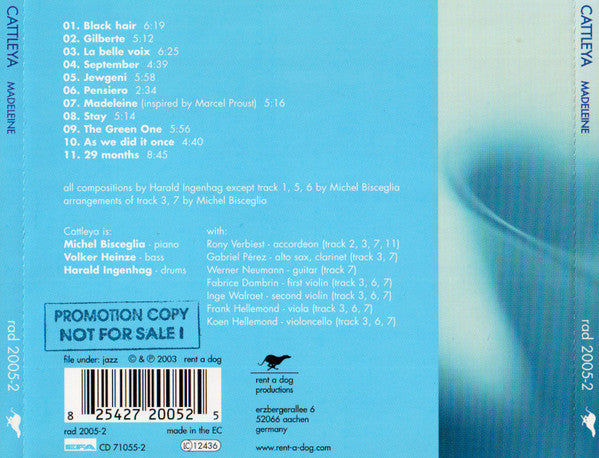 CATTLEYA MADELEINE
rad 2005-2
01. Black hair 6:19
02. Gilberte 5:12
03. La belle voix 6:25
04. September 4:39
05. Jewgeni 5:58
06. Pensiero 2:34
07. Madeleine (inspired by Marcel Proust) 5:16
08. Stay 5:14
09. The Green One 5:56
10. As we did it once 4:40
11. 29 months 8:45
all compositions by Harald Ingenhag except track 1, 5, 6 by Michel Bisceglia
arrangements of track 3, 7 by Michel Bisceglia
Cattleya is:
Michel Bisceglia - piano
Volker Heinze - bass
Harald Ingenhag - drums
with:
Rony Verbiest - accordeon (track 2, 3, 7, 11)
Gabriel Pérez - alto sax, clarinet (track 3, 7)
Werner Neumann - guitar (track 7)
Fabrice Dambrin - first violin (track 3, 6, 7)
Inge Walraet - second violin (track 3, 6, 7)
Frank Hellemond - viola (track 3, 6, 7)
Koen Hellemond - violoncello (track 3, 6, 7)
PROMOTION COPY
NOT FOR SALE !
file under: jazz © & ℗ 2003 rent a dog
8 25427 20052 5
rad 2005-2 made in the EC
EFA CD 71055-2 LC 12436
rent a dog
productions
erzbergerallee 6
52066 aachen
germany
www.rent-a-dog.com
CATTLEYA MADELEINE
rad 2005-2